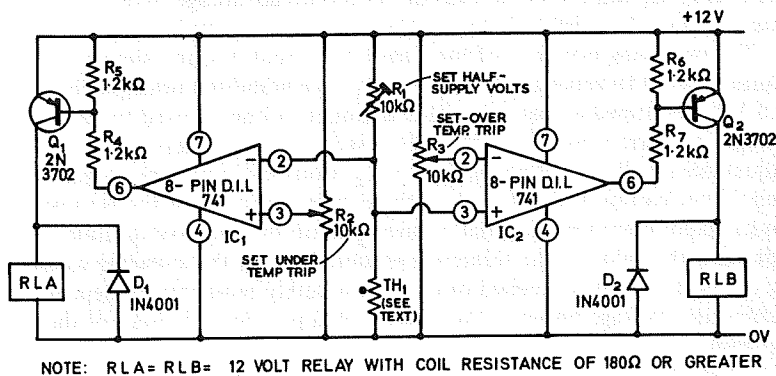 +12V
R5
1·2kΩ
R4
1·2kΩ
Q1
2N
3702
6
7
4
8-PIN D.I.L
741
IC1
2
3
R2
10kΩ
SET UNDER
TEMP TRIP
R1
10kΩ
SET HALF-
SUPPLY VOLTS
SET-OVER
TEMP TRIP
R3
10kΩ
2
3
7
4
8-PIN D.I.L
741
IC2
6
R6
1·2kΩ
R7
1·2kΩ
Q2
2N3702
RLA
D1
IN4001
TH1
(SEE
TEXT)
D2
IN4001
RLB
0V
NOTE: RLA = RLB = 12 VOLT RELAY WITH COIL RESISTANCE OF 180Ω OR GREATER